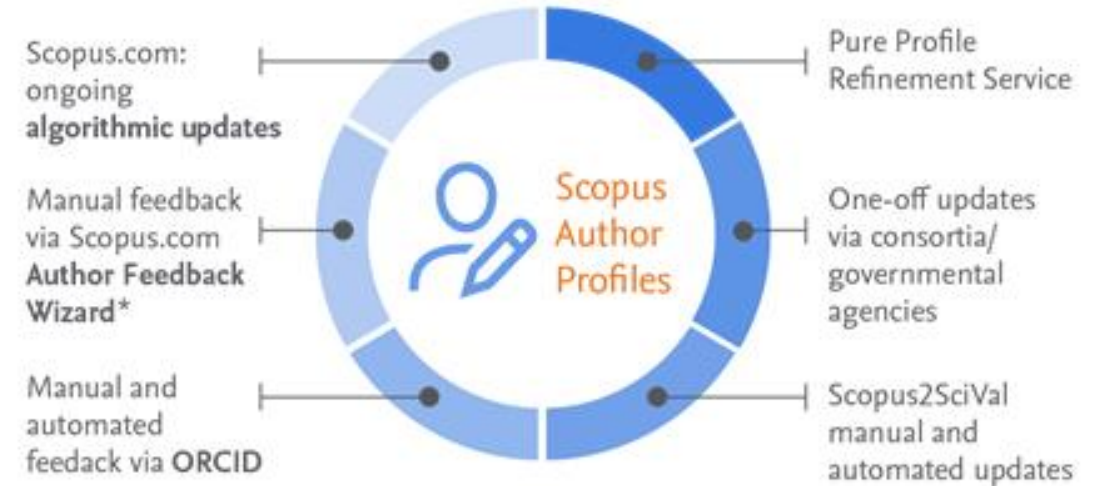 Scopus.com:
ongoing
algorithmic updates
Manual feedback
via Scopus.com
Author Feedback
Wizard*
Manual and
automated
feedack via ORCID
Scopus
Author
Profiles
Pure Profile
Refinement Service
One-off updates
via consortia/
governmental
agencies
Scopus2SciVal
manual and
automated updates